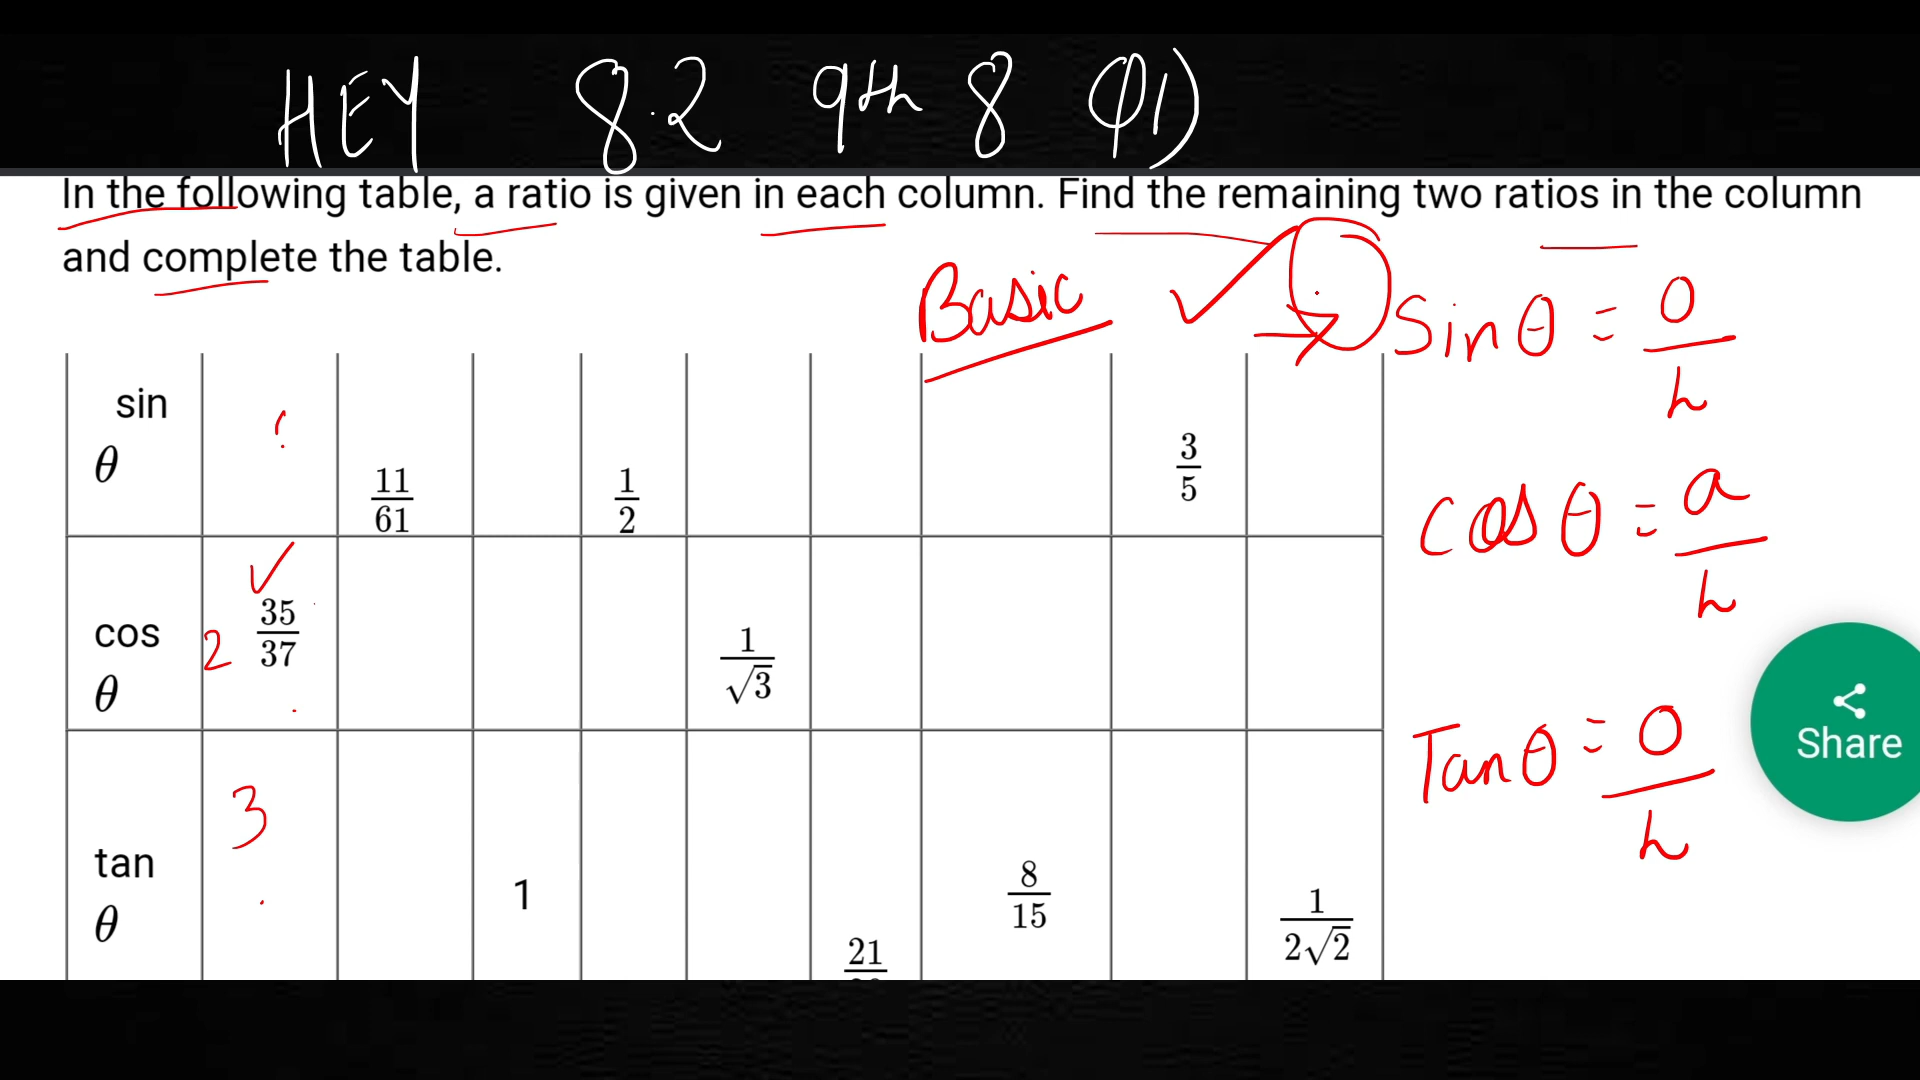 HEY 8.2 9th 8 Q1)
In the following table, a ratio is given in each column. Find the remaining two ratios in the column
and complete the table.
Basic
Sin θ = o/h
sin θ 11/61 1/2 3/5
Cos θ = a/h
cos θ 2 35/37 1/√3
Share
Tan θ = o/h
3
tan θ 1 21 8/15 1/2√2